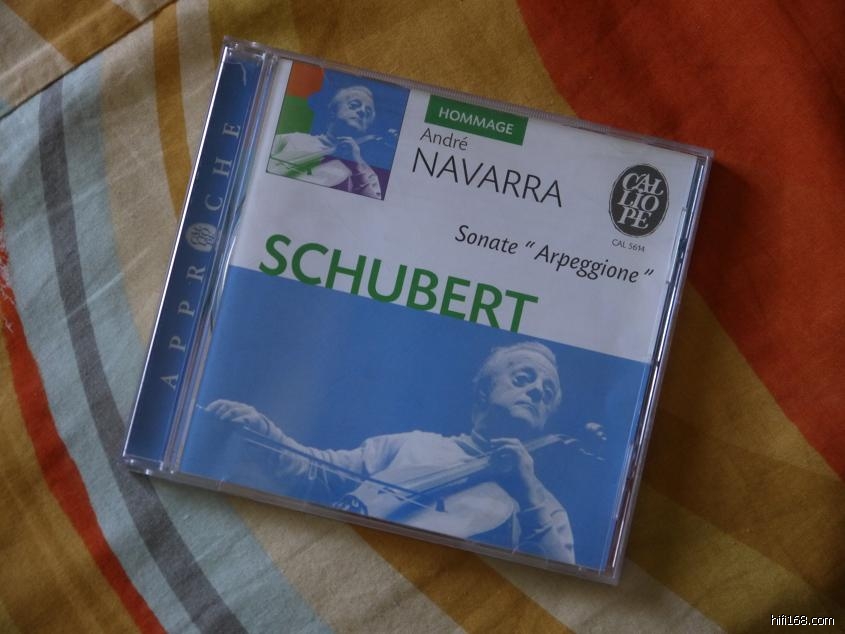 APPROCHE
HOMMAGE
André
NAVARRA
CAL
LIO
PE
CAL 5614
Sonate “ Arpeggione ”
SCHUBERT
hifi168.com